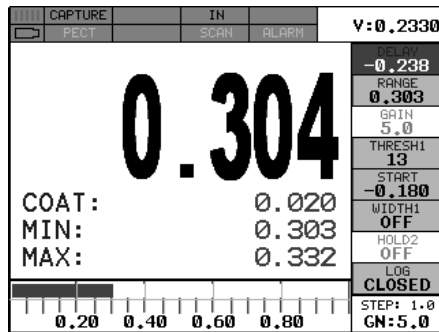 CAPTURE IN V:0.2330
PECT SCAN ALARM
DELAY
-0.238
RANGE
0.303
GAIN
5.0
THRESH1
13
START
-0.180
WIDTH1
OFF
HOLD2
OFF
LOG
CLOSED
STEP: 1.0
GN:5.0
0.304
COAT: 0.020
MIN: 0.303
MAX: 0.332
0.20 0.40 0.60 0.80